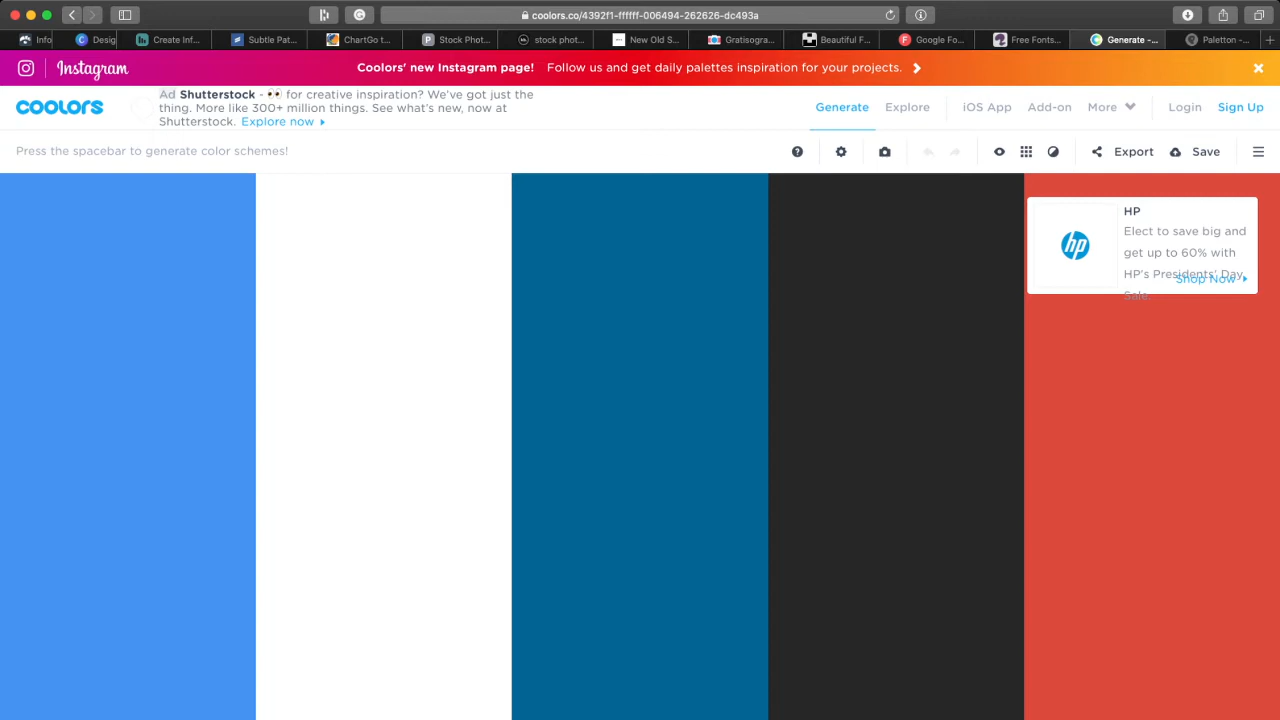 coolors.co/4392f1-ffffff-006494-262626-dc493a
Info
Desig
Create Inf...
Subtle Pat...
ChartGo t...
Stock Phot...
stock phot...
New Old S...
Gratisogra...
Beautiful F...
Google Fo...
Free Fonts...
Generate -...
Paletton -...
Instagram
Coolors' new Instagram page! Follow us and get daily palettes inspiration for your projects.
coolors
Ad Shutterstock - 👀 for creative inspiration? We've got just the
thing. More like 300+ million things. See what's new, now at
Shutterstock. Explore now
Generate
Explore
iOS App
Add-on
More
Login
Sign Up
Press the spacebar to generate color schemes!
Export
Save
hp
HP
Elect to save big and
get up to 60% with
HP's Presidents' Day
Sale.
Shop Now